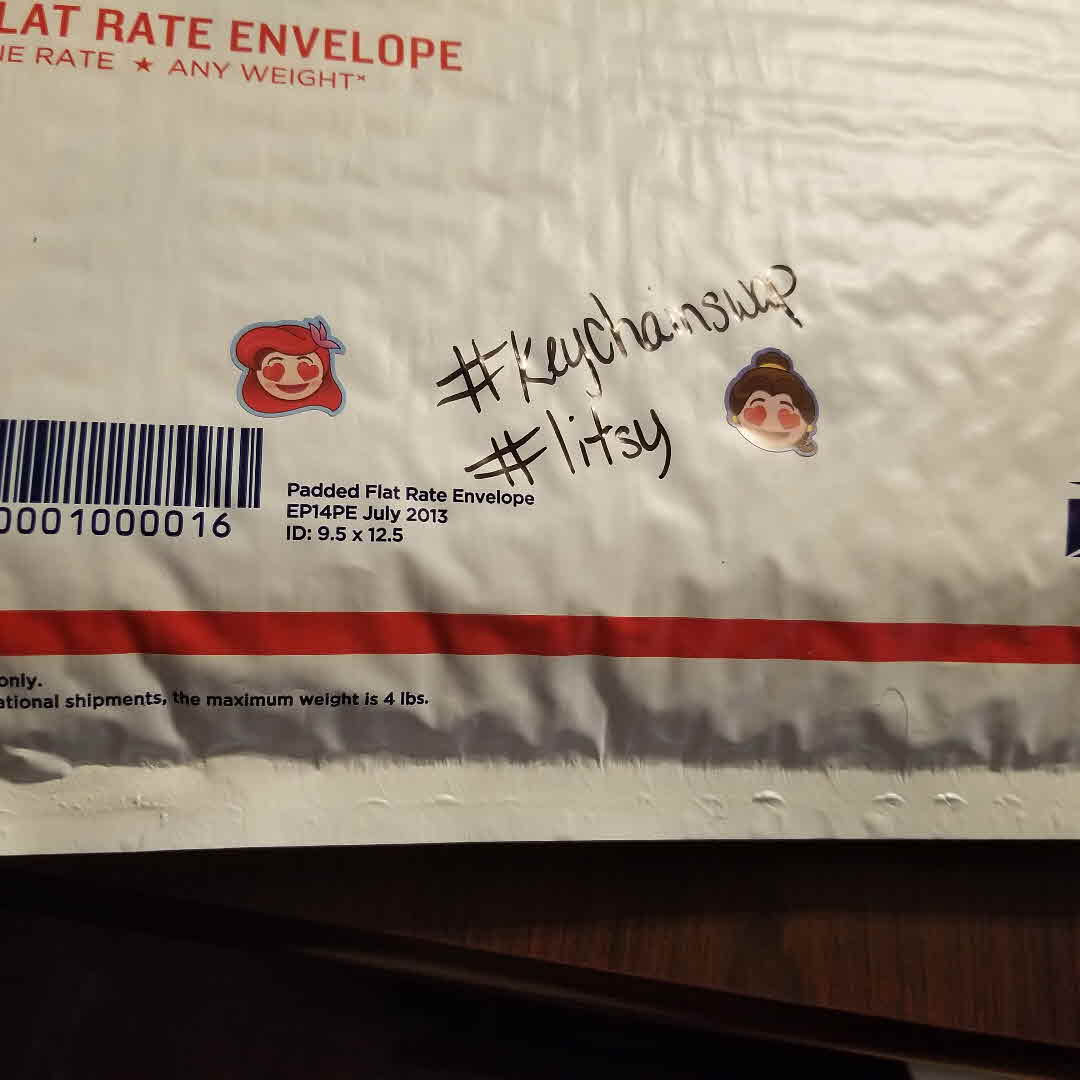 LAT RATE ENVELOPE
NE RATE ★ ANY WEIGHT*
#keychainswap
#litsy
0001000016
Padded Flat Rate Envelope
EP14PE July 2013
ID: 9.5 x 12.5
only.
ational shipments, the maximum weight is 4 lbs.